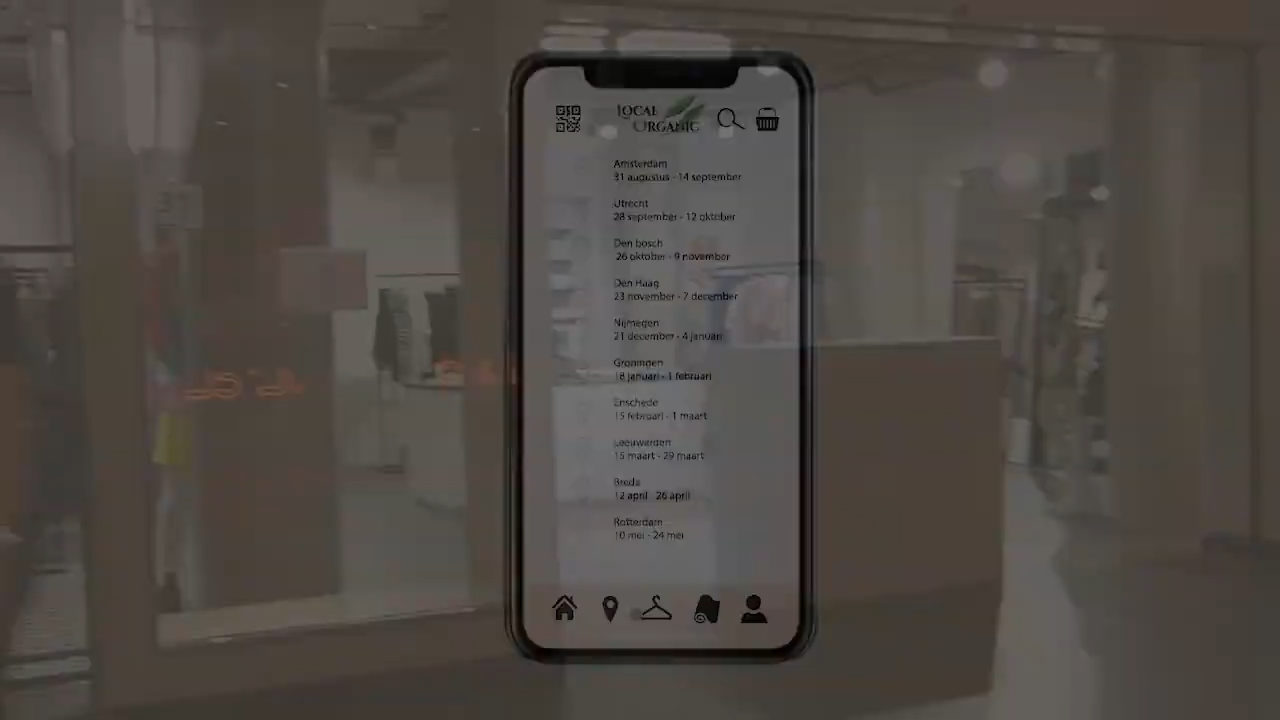 LOCAL
ORGANIC
Amsterdam
31 augustus - 14 september
Utrecht
28 september - 12 oktober
Den bosch
26 oktober - 9 november
Den Haag
23 november - 7 december
Nijmegen
21 december - 4 januari
Groningen
18 januari - 1 februari
Enschede
15 februari - 1 maart
Leeuwarden
15 maart - 29 maart
Breda
12 april - 26 april
Rotterdam
10 mei - 24 mei